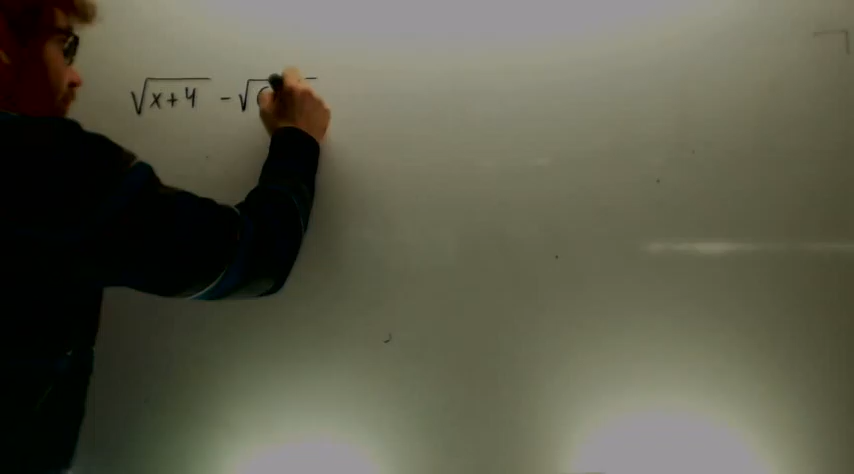 √(x+4) - √